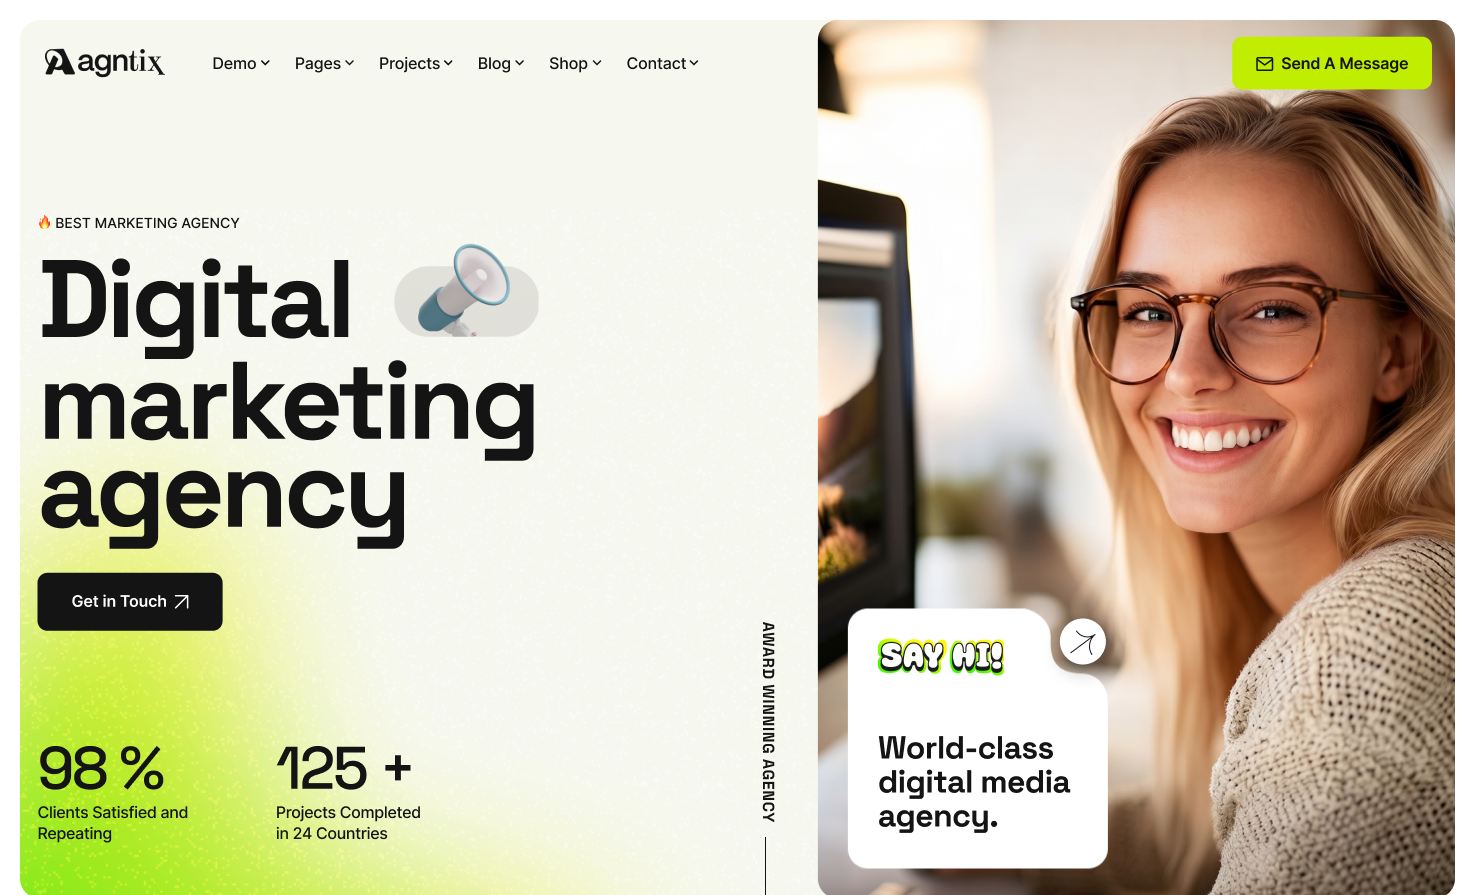 agntix
Demo
Pages
Projects
Blog
Shop
Contact
Send A Message
🔥 BEST MARKETING AGENCY
Digital
marketing
agency
Get in Touch
98 %
Clients Satisfied and
Repeating
125 +
Projects Completed
in 24 Countries
AWARD WINNING AGENCY
SAY HI!
World-class
digital media
agency.